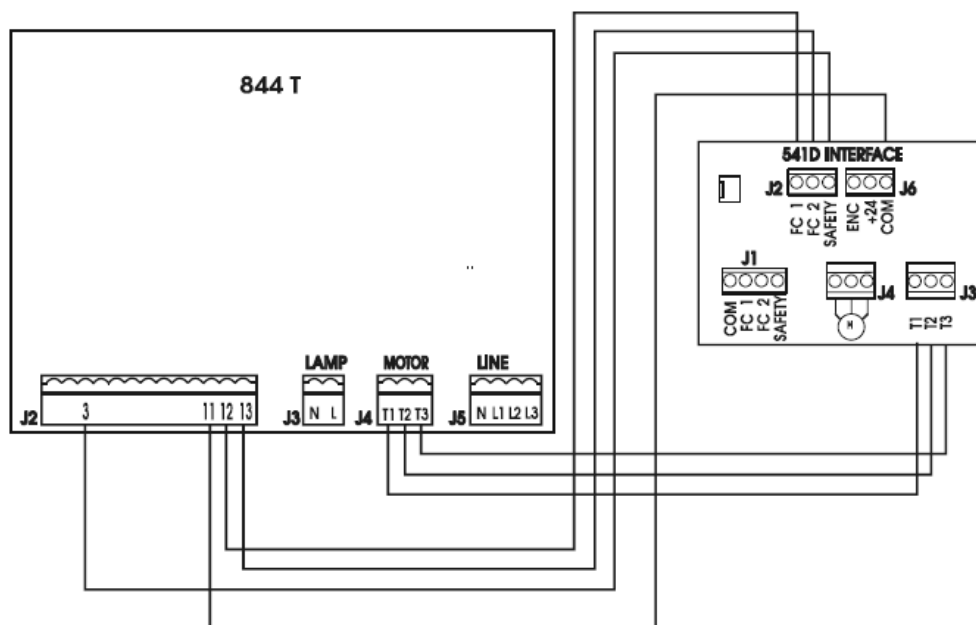 844 T
541D INTERFACE
J2
J6
FC 1
FC 2
SAFETY
ENC
+24
COM
J1
COM
FC 1
FC 2
SAFETY
M
J4
J3
T1
T2
T3
LAMP
MOTOR
LINE
J2
3
11
12
13
J3
N L
J4
T1 T2 T3
J5
N L1 L2 L3